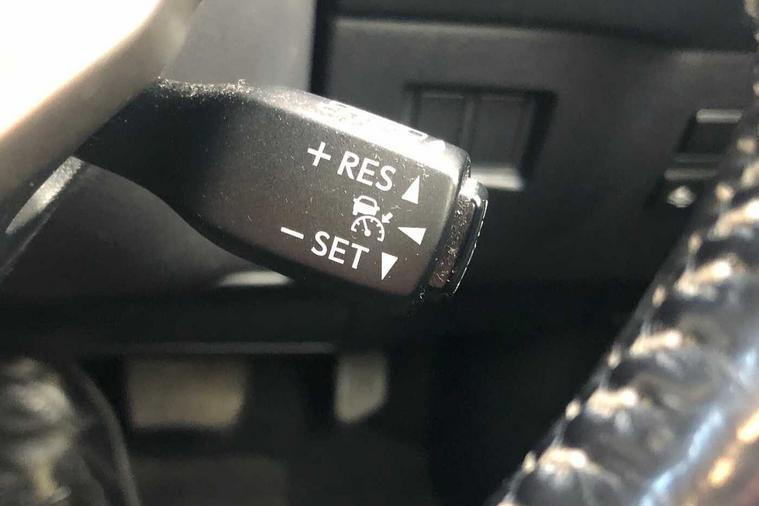 + RES
- SET